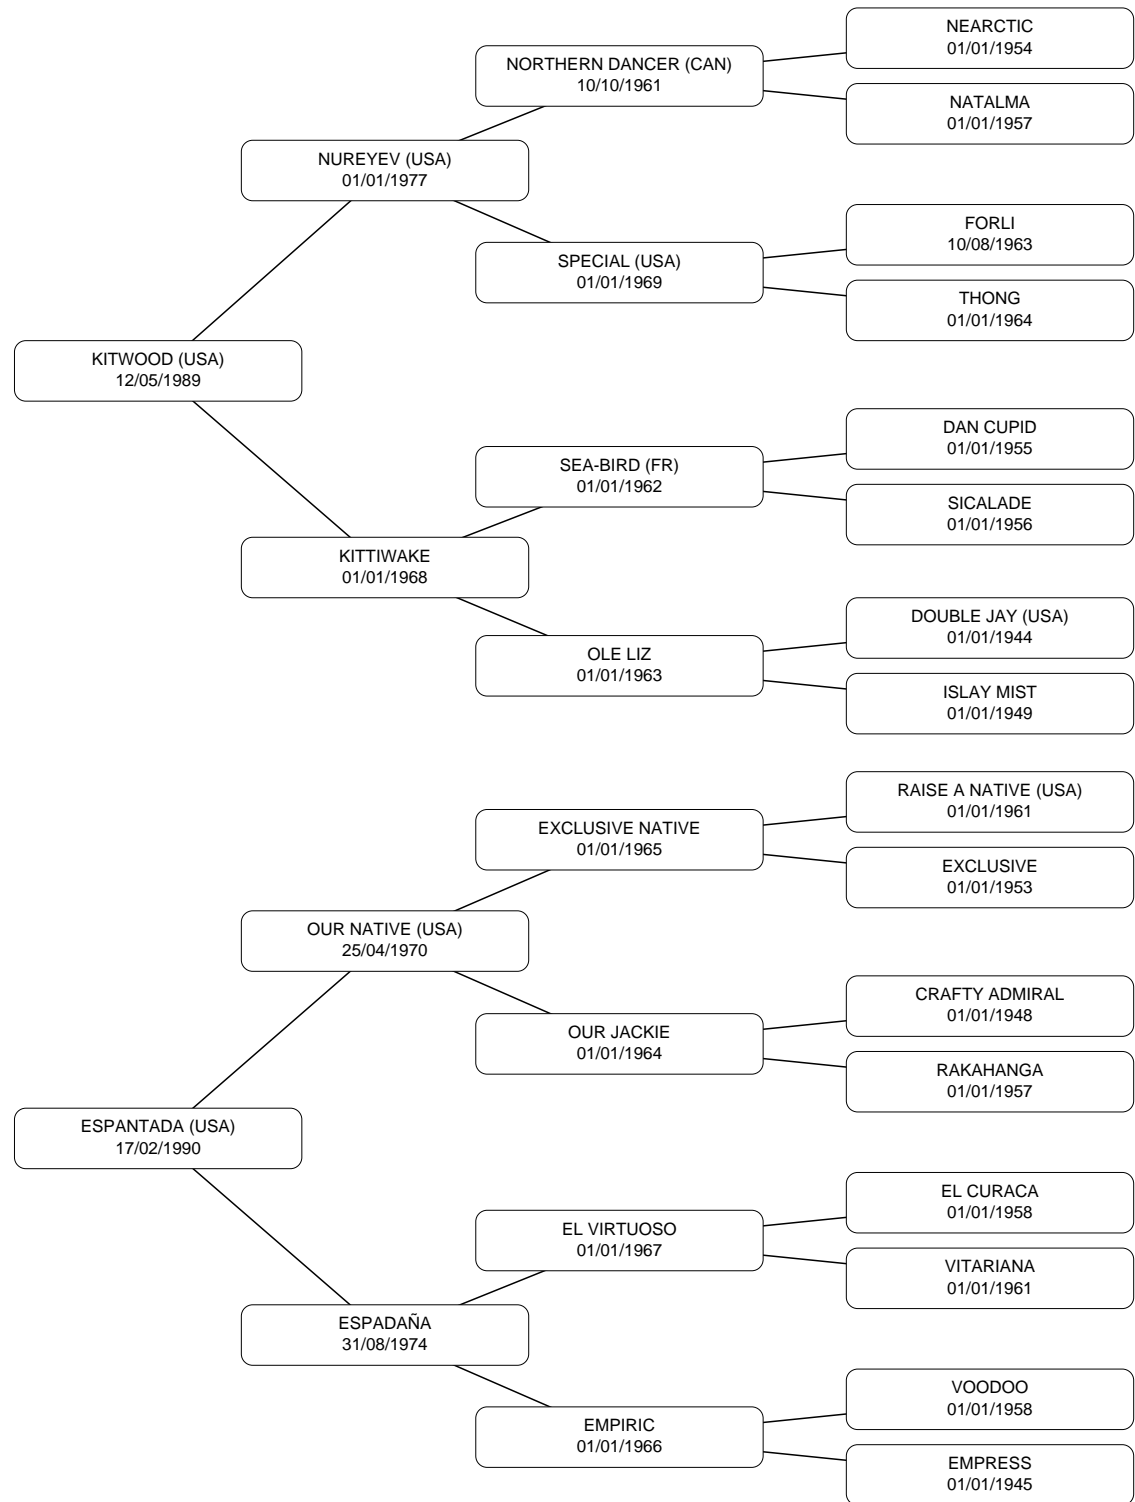 NEARCTIC
01/01/1954
NORTHERN DANCER (CAN)
10/10/1961
NATALMA
01/01/1957
NUREYEV (USA)
01/01/1977
FORLI
10/08/1963
SPECIAL (USA)
01/01/1969
THONG
01/01/1964
KITWOOD (USA)
12/05/1989
DAN CUPID
01/01/1955
SEA-BIRD (FR)
01/01/1962
SICALADE
01/01/1956
KITTIWAKE
01/01/1968
DOUBLE JAY (USA)
01/01/1944
OLE LIZ
01/01/1963
ISLAY MIST
01/01/1949
RAISE A NATIVE (USA)
01/01/1961
EXCLUSIVE NATIVE
01/01/1965
EXCLUSIVE
01/01/1953
OUR NATIVE (USA)
25/04/1970
CRAFTY ADMIRAL
01/01/1948
OUR JACKIE
01/01/1964
RAKAHANGA
01/01/1957
ESPANTADA (USA)
17/02/1990
EL CURACA
01/01/1958
EL VIRTUOSO
01/01/1967
VITARIANA
01/01/1961
ESPADAÑA
31/08/1974
VOODOO
01/01/1958
EMPIRIC
01/01/1966
EMPRESS
01/01/1945